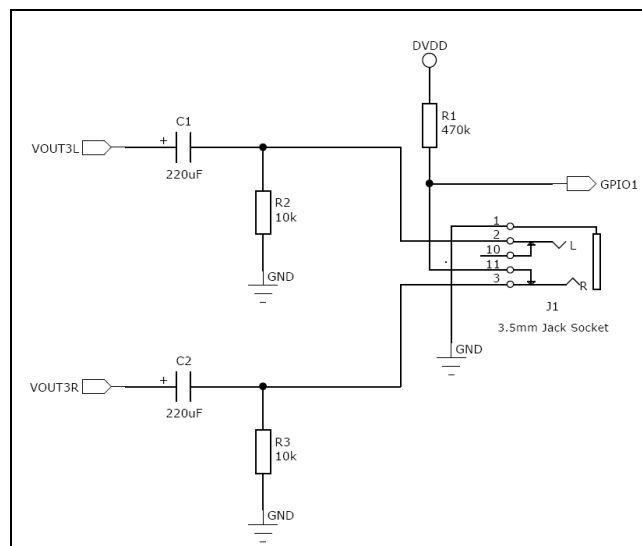 DVDD
R1
470k
C1
+
VOUT3L
220uF
GPIO1
R2
10k
1
2
L
10
11
3
R
GND
J1
3.5mm Jack Socket
GND
C2
+
VOUT3R
220uF
R3
10k
GND